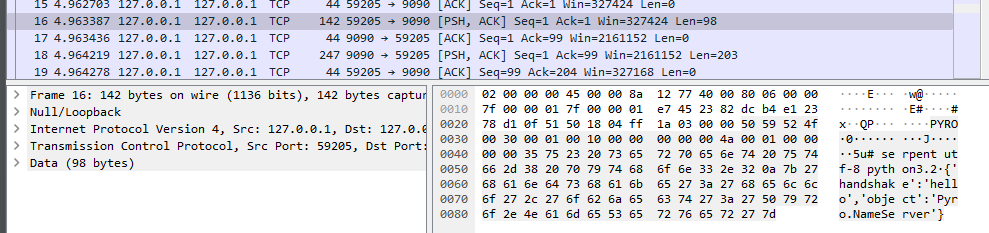 15 4.962703 127.0.0.1 127.0.0.1 TCP 44 59205 → 9090 [ACK] Seq=1 Ack=1 Win=327424 Len=0
16 4.963387 127.0.0.1 127.0.0.1 TCP 142 59205 → 9090 [PSH, ACK] Seq=1 Ack=1 Win=327424 Len=98
17 4.963436 127.0.0.1 127.0.0.1 TCP 44 9090 → 59205 [ACK] Seq=1 Ack=99 Win=2161152 Len=0
18 4.964219 127.0.0.1 127.0.0.1 TCP 247 9090 → 59205 [PSH, ACK] Seq=1 Ack=99 Win=2161152 Len=203
19 4.964278 127.0.0.1 127.0.0.1 TCP 44 59205 → 9090 [ACK] Seq=99 Ack=204 Win=327168 Len=0
> Frame 16: 142 bytes on wire (1136 bits), 142 bytes captur
> Null/Loopback
> Internet Protocol Version 4, Src: 127.0.0.1, Dst: 127.0.
> Transmission Control Protocol, Src Port: 59205, Dst Port:
> Data (98 bytes)
0000 02 00 00 00 45 00 00 8a 12 77 40 00 80 06 00 00 ····E··· ·w@·····
0010 7f 00 00 01 7f 00 00 01 e7 45 23 82 dc b4 e1 23 ········ ·E#····#
0020 78 d1 0f 51 50 18 04 ff 1a 03 00 00 50 59 52 4f x··QP··· ····PYRO
0030 00 30 00 01 00 10 00 00 00 00 00 4a 00 01 00 00 ·0······ ···J····
0040 00 00 35 75 23 20 73 65 72 70 65 6e 74 20 75 74 ··5u# se rpent ut
0050 66 2d 38 20 70 79 74 68 6f 6e 33 2e 32 0a 7b 27 f-8 pyth on3.2·{'
0060 68 61 6e 64 73 68 61 6b 65 27 3a 27 68 65 6c 6c handshak e':'hell
0070 6f 27 2c 27 6f 62 6a 65 63 74 27 3a 27 50 79 72 o','obje ct':'Pyr
0080 6f 2e 4e 61 6d 65 53 65 72 76 65 72 27 7d o.NameSe rver'}